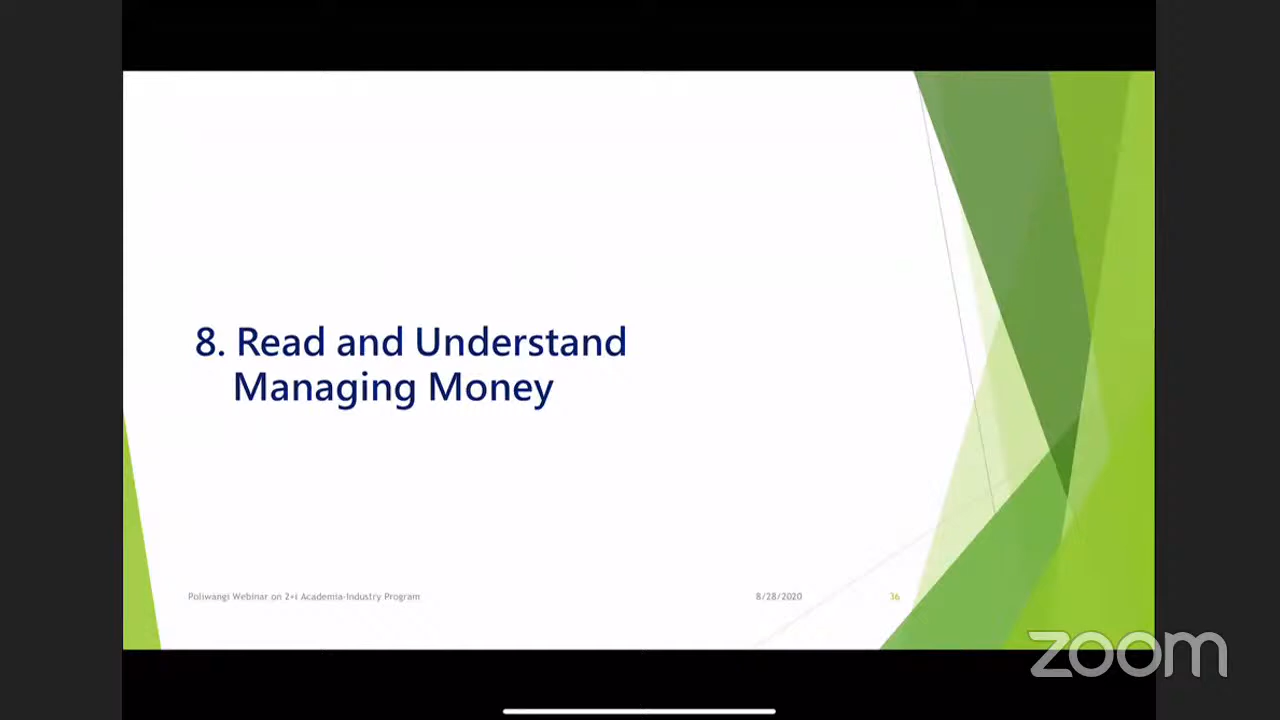 8. Read and Understand
Managing Money
Poliwangi Webinar on 2+i Academia-Industry Program
8/28/2020
36
zoom